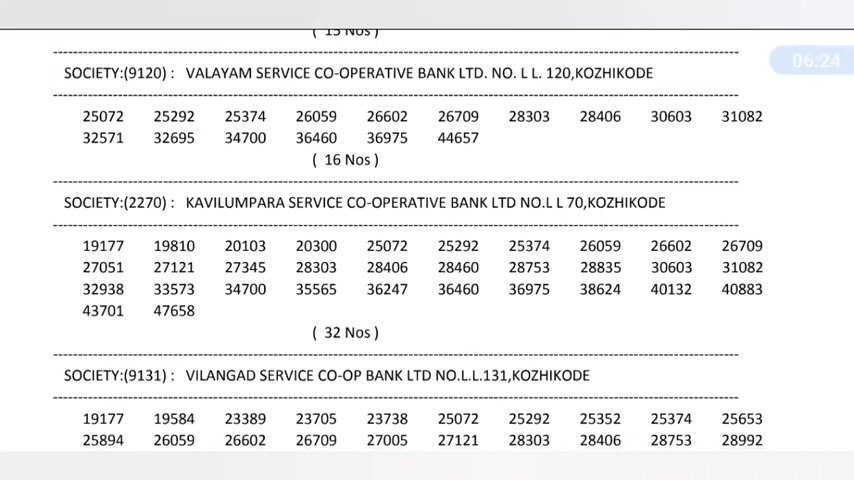 ( 15 Nos )
06:24
--------------------------------------------------------------------------------
SOCIETY:(9120) : VALAYAM SERVICE CO-OPERATIVE BANK LTD. NO. L L. 120,KOZHIKODE
--------------------------------------------------------------------------------
25072 25292 25374 26059 26602 26709 28303 28406 30603 31082
32571 32695 34700 36460 36975 44657
( 16 Nos )
--------------------------------------------------------------------------------
SOCIETY:(2270) : KAVILUMPARA SERVICE CO-OPERATIVE BANK LTD NO.L L 70,KOZHIKODE
--------------------------------------------------------------------------------
19177 19810 20103 20300 25072 25292 25374 26059 26602 26709
27051 27121 27345 28303 28406 28460 28753 28835 30603 31082
32938 33573 34700 35565 36247 36460 36975 38624 40132 40883
43701 47658
( 32 Nos )
--------------------------------------------------------------------------------
SOCIETY:(9131) : VILANGAD SERVICE CO-OP BANK LTD NO.L.L.131,KOZHIKODE
--------------------------------------------------------------------------------
19177 19584 23389 23705 23738 25072 25292 25352 25374 25653
25894 26059 26602 26709 27005 27121 28303 28406 28753 28992